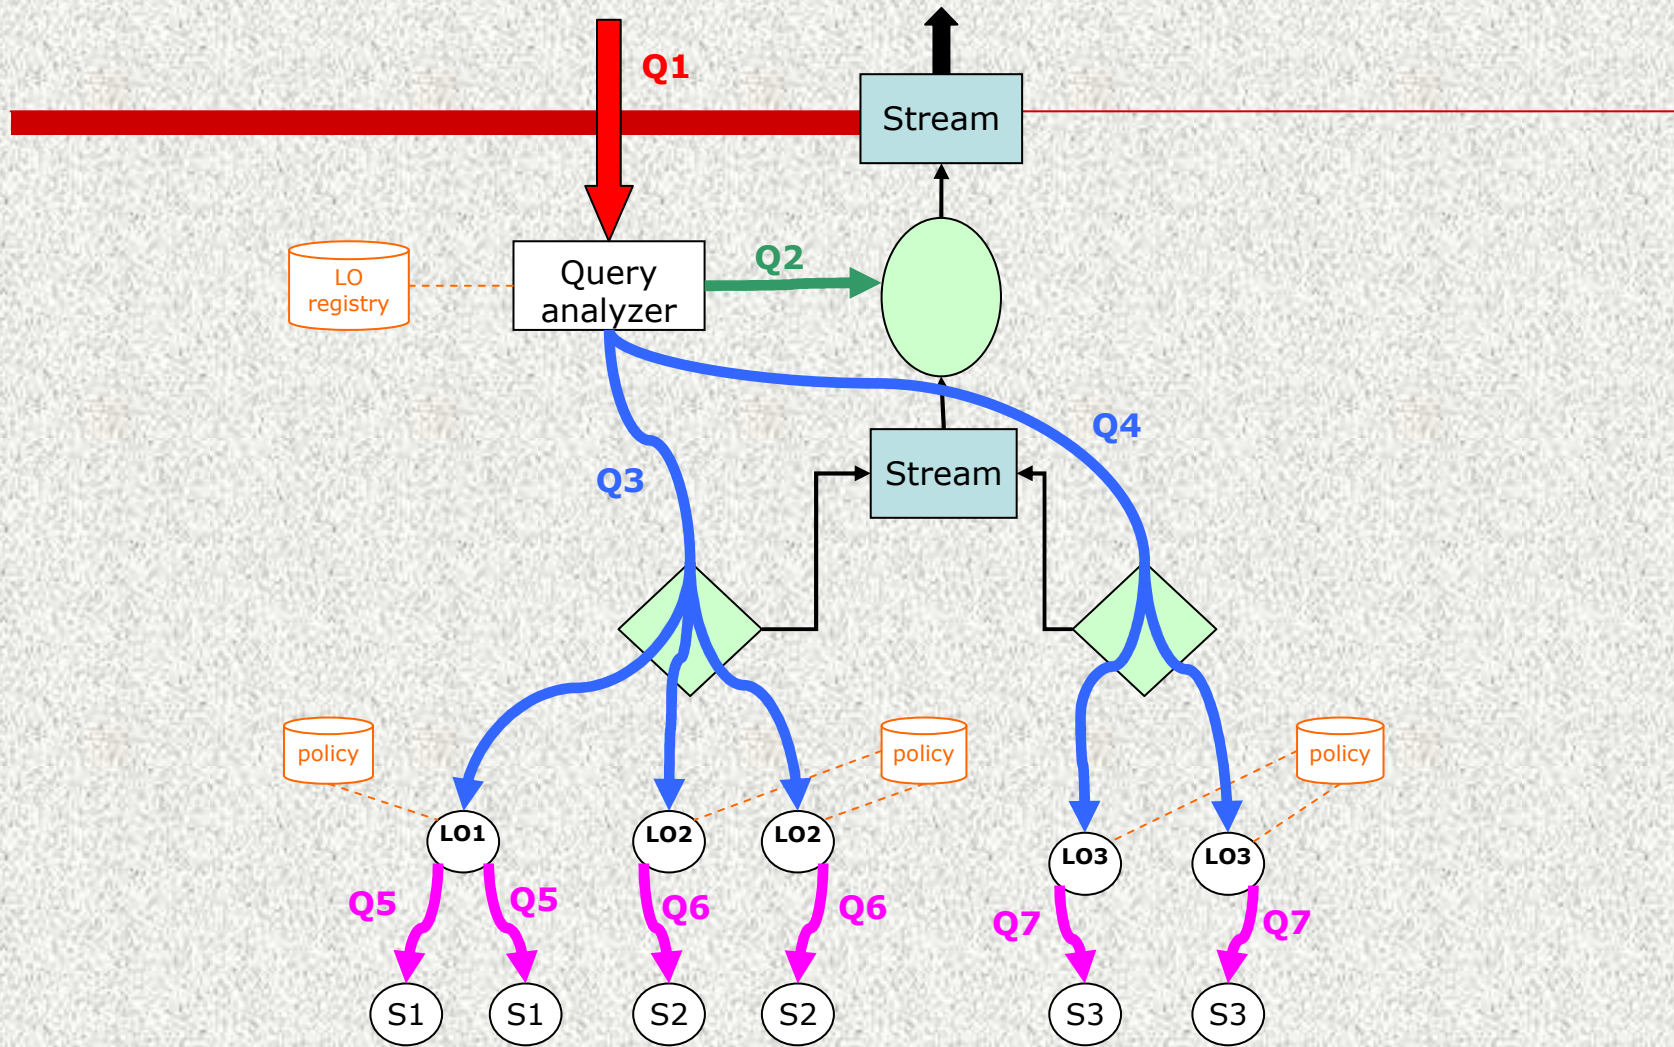 Q1
Stream
Q2
LO
registry
Query
analyzer
Q4
Q3
Stream
policy
policy
policy
LO1
LO2
LO2
LO3
LO3
Q5
Q5
Q6
Q6
Q7
Q7
S1
S1
S2
S2
S3
S3